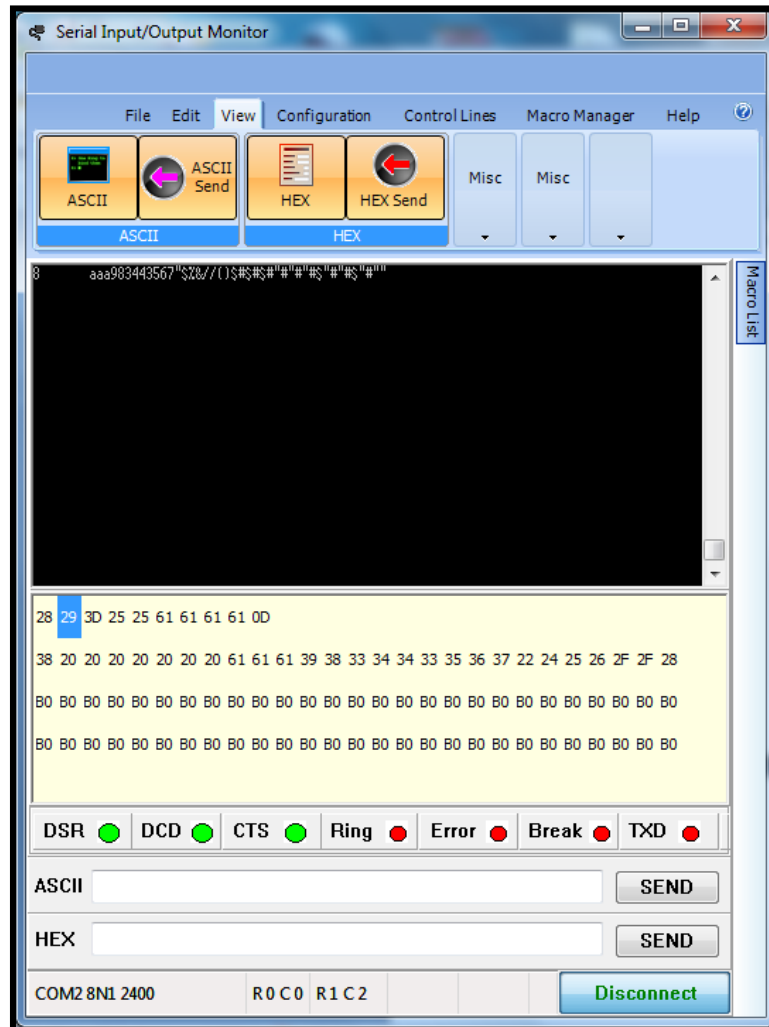 Serial Input/Output Monitor
File Edit View Configuration Control Lines Macro Manager Help
ASCII
ASCII
Send
HEX
HEX Send
Misc
Misc
ASCII
HEX
8 aaa983443567"$%&//()$#$#$#"#"#"#$"#"#$"#""
Macro List
28 29 3D 25 25 61 61 61 61 0D
38 20 20 20 20 20 20 20 61 61 61 39 38 33 34 34 33 35 36 37 22 24 25 26 2F 2F 28
B0 B0 B0 B0 B0 B0 B0 B0 B0 B0 B0 B0 B0 B0 B0 B0 B0 B0 B0 B0 B0 B0 B0 B0 B0 B0 B0
B0 B0 B0 B0 B0 B0 B0 B0 B0 B0 B0 B0 B0 B0 B0 B0 B0 B0 B0 B0 B0 B0 B0 B0 B0 B0 B0
DSR DCD CTS Ring Error Break TXD
ASCII SEND
HEX SEND
COM2 8N1 2400 R 0 C 0 R 1 C 2 Disconnect